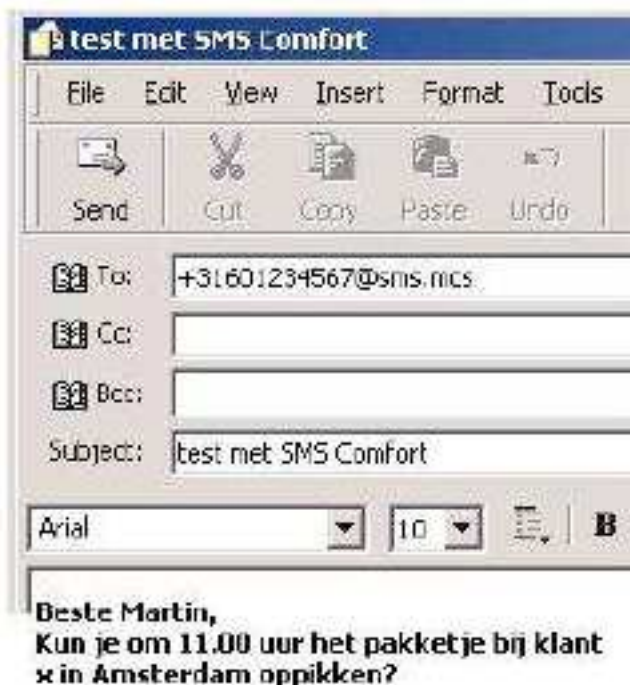 test met SMS Comfort
File Edit View Insert Format Tools
Send Cut Copy Paste Undo
To: +31601234567@sms.mcs
Cc:
Bcc:
Subject: test met SMS Comfort
Arial 10 B
Beste Martin,
Kun je om 11.00 uur het pakketje bij klant
x in Amsterdam oppikken?